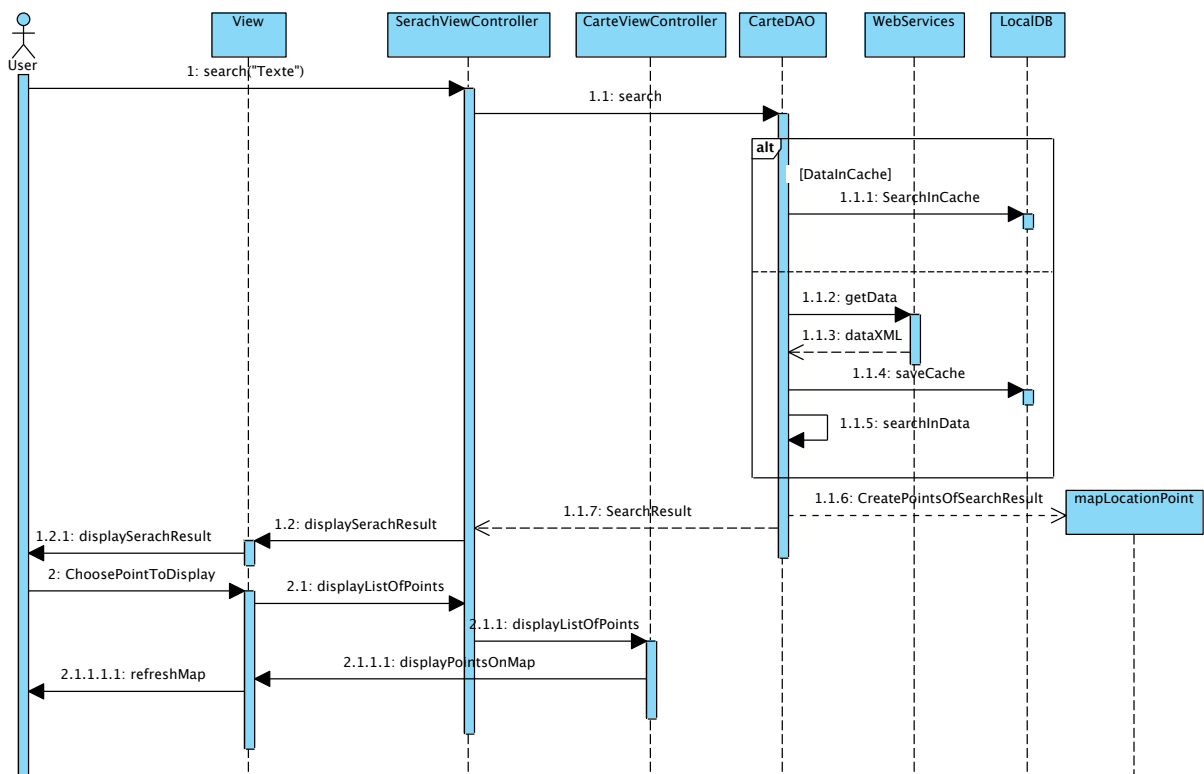 View
SerachViewController
CarteViewController
CarteDAO
WebServices
LocalDB
User
1: search("Texte")
1.1: search
alt
[DataInCache]
1.1.1: SearchInCache
1.1.2: getData
1.1.3: dataXML
1.1.4: saveCache
1.1.5: searchInData
1.1.6: CreatePointsOfSearchResult
mapLocationPoint
1.1.7: SearchResult
1.2: displaySerachResult
1.2.1: displaySerachResult
2: ChoosePointToDisplay
2.1: displayListOfPoints
2.1.1: displayListOfPoints
2.1.1.1: displayPointsOnMap
2.1.1.1.1: refreshMap